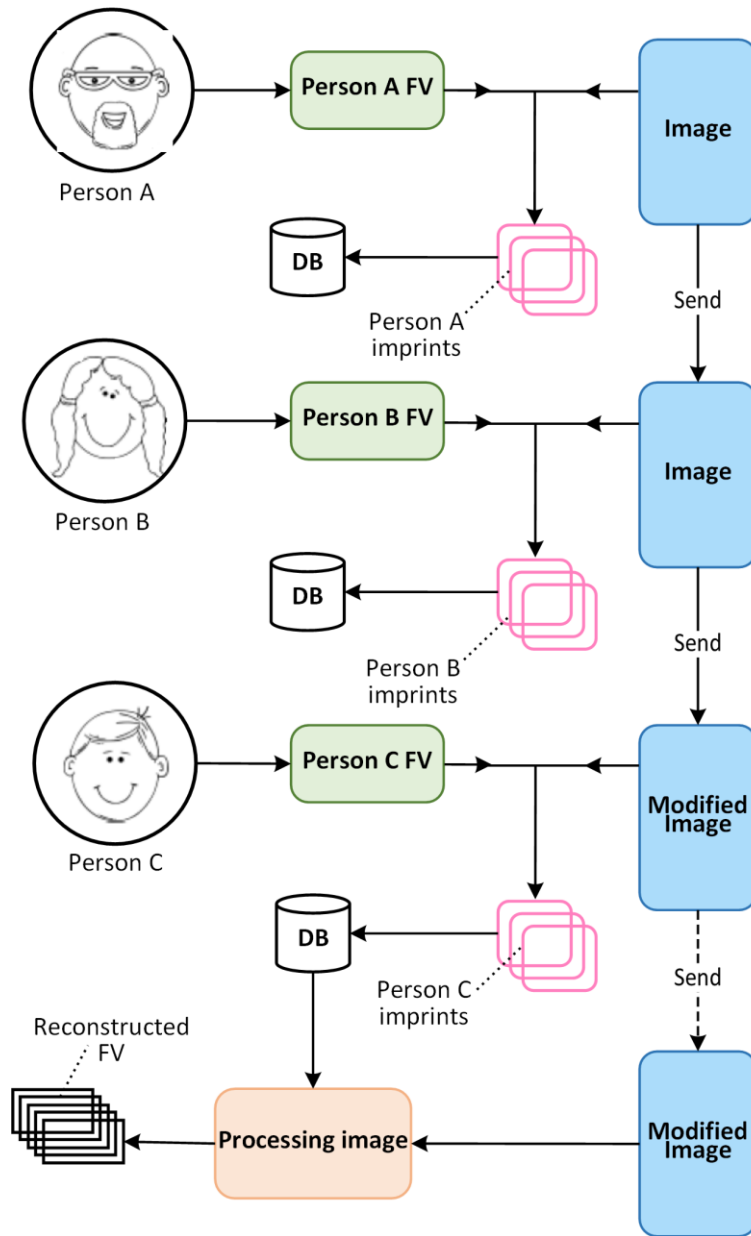 Person A FV
Image
Person A
DB
Person A
imprints
Send
Person B FV
Image
Person B
DB
Person B
imprints
Send
Person C FV
Modified
Image
Person C
DB
Person C
imprints
Send
Reconstructed
FV
Processing image
Modified
Image